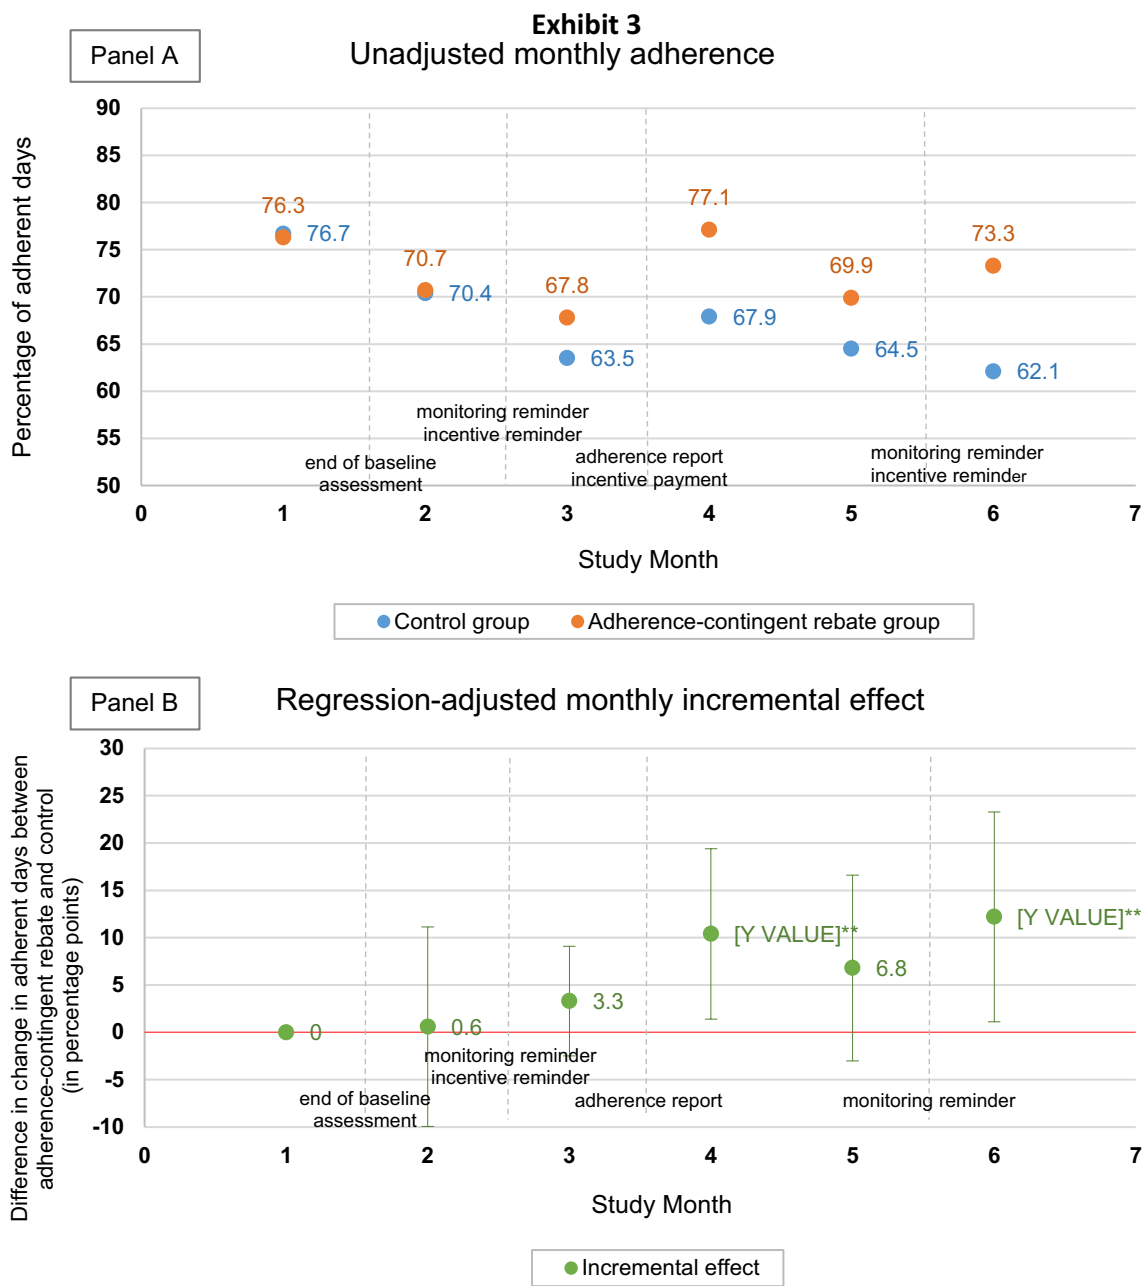 Exhibit 3
Panel A
Unadjusted monthly adherence
Percentage of adherent days
90
85
80
75
70
65
60
55
50
76.3
76.7
70.7
70.4
67.8
63.5
77.1
67.9
69.9
64.5
73.3
62.1
monitoring reminder
incentive reminder
end of baseline
assessment
adherence report
incentive payment
monitoring reminder
incentive reminder
0 1 2 3 4 5 6 7
Study Month
Control group Adherence-contingent rebate group
Panel B
Regression-adjusted monthly incremental effect
Difference in change in adherent days between
adherence-contingent rebate and control
(in percentage points)
30
25
20
15
10
5
0
-5
-10
0
0.6
3.3
[Y VALUE]**
6.8
[Y VALUE]**
monitoring reminder
incentive reminder
end of baseline
assessment
adherence report
monitoring reminder
0 1 2 3 4 5 6 7
Study Month
Incremental effect